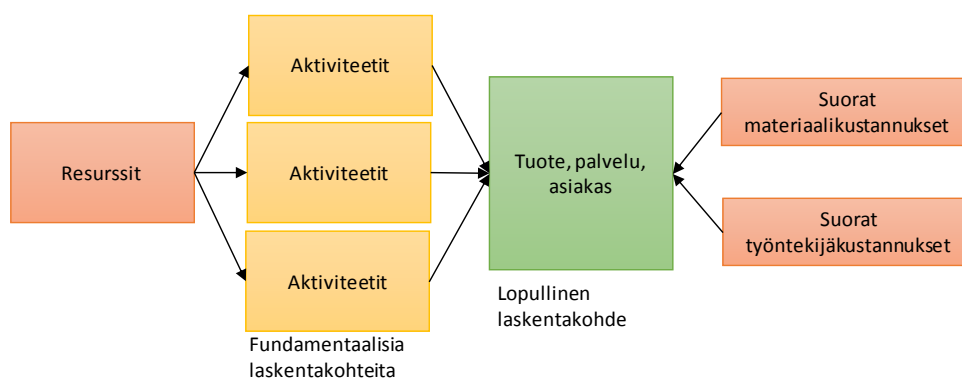 Resurssit
Aktiviteetit
Aktiviteetit
Aktiviteetit
Fundamentaalisia
laskentakohteita
Tuote, palvelu,
asiakas
Lopullinen
laskentakohde
Suorat
materiaalikustannukset
Suorat
työntekijäkustannukset